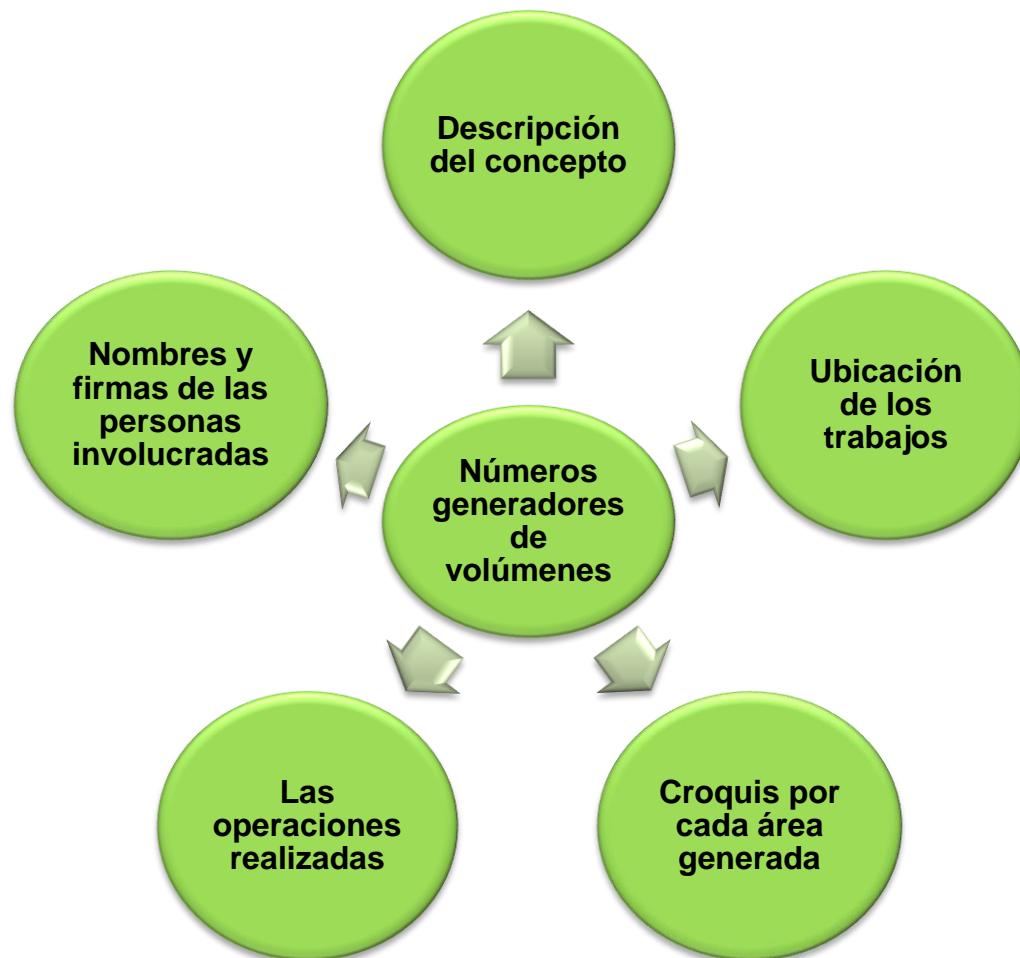 Descripción
del concepto
Nombres y
firmas de las
personas
involucradas
Ubicación
de los
trabajos
Números
generadores
de
volúmenes
Las
operaciones
realizadas
Croquis por
cada área
generada